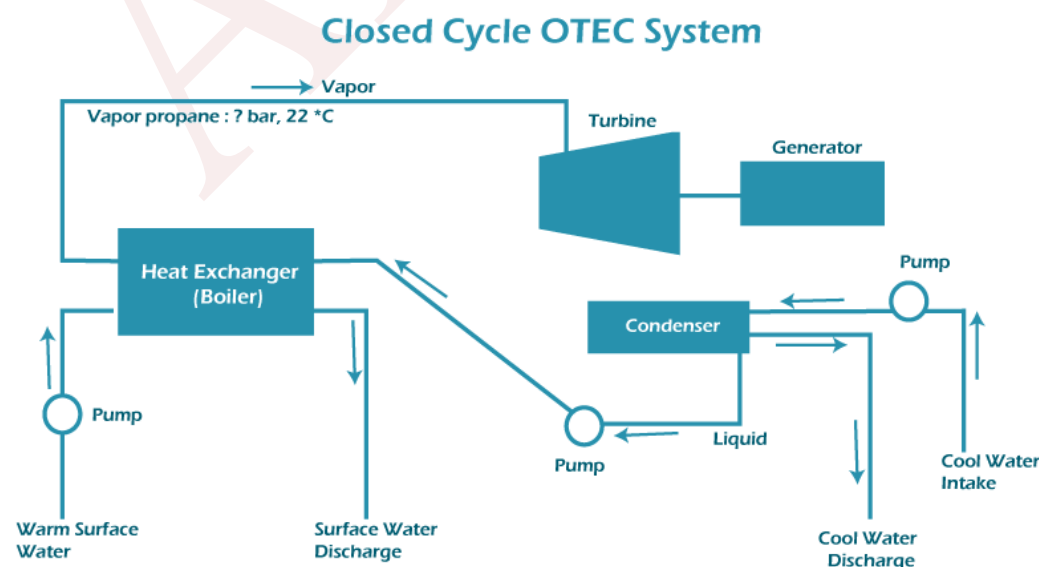 Closed Cycle OTEC System
Vapor
Vapor propane : ? bar, 22 *C
Turbine
Generator
Heat Exchanger
(Boiler)
Pump
Condenser
Pump
Liquid
Pump
Cool Water
Intake
Warm Surface
Water
Surface Water
Discharge
Cool Water
Discharge